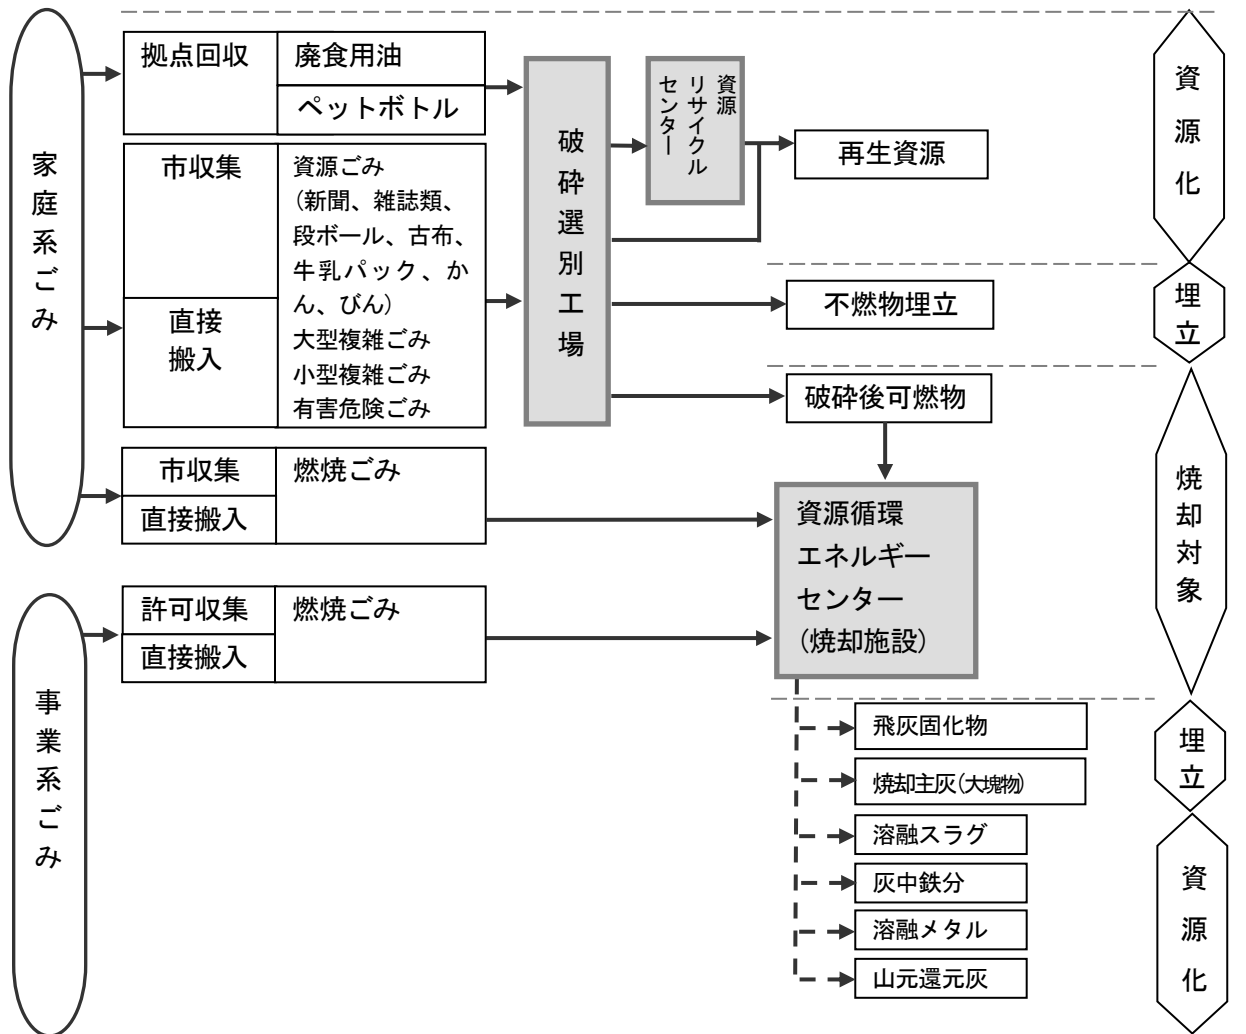 家庭系ごみ
拠点回収
廃食用油
ペットボトル
市収集
直接
搬入
資源ごみ
(新聞、雑誌類、
段ボール、古布、
牛乳パック、か
ん、びん)
大型複雑ごみ
小型複雑ごみ
有害危険ごみ
市収集
直接搬入
燃焼ごみ
事業系ごみ
許可収集
直接搬入
燃焼ごみ
破砕選別工場
資源
リサイクル
センター
再生資源
不燃物埋立
破砕後可燃物
資源循環
エネルギー
センター
(焼却施設)
飛灰固化物
焼却主灰(大塊物)
溶融スラグ
灰中鉄分
溶融メタル
山元還元灰
資源化
埋立
焼却対象
埋立
資源化